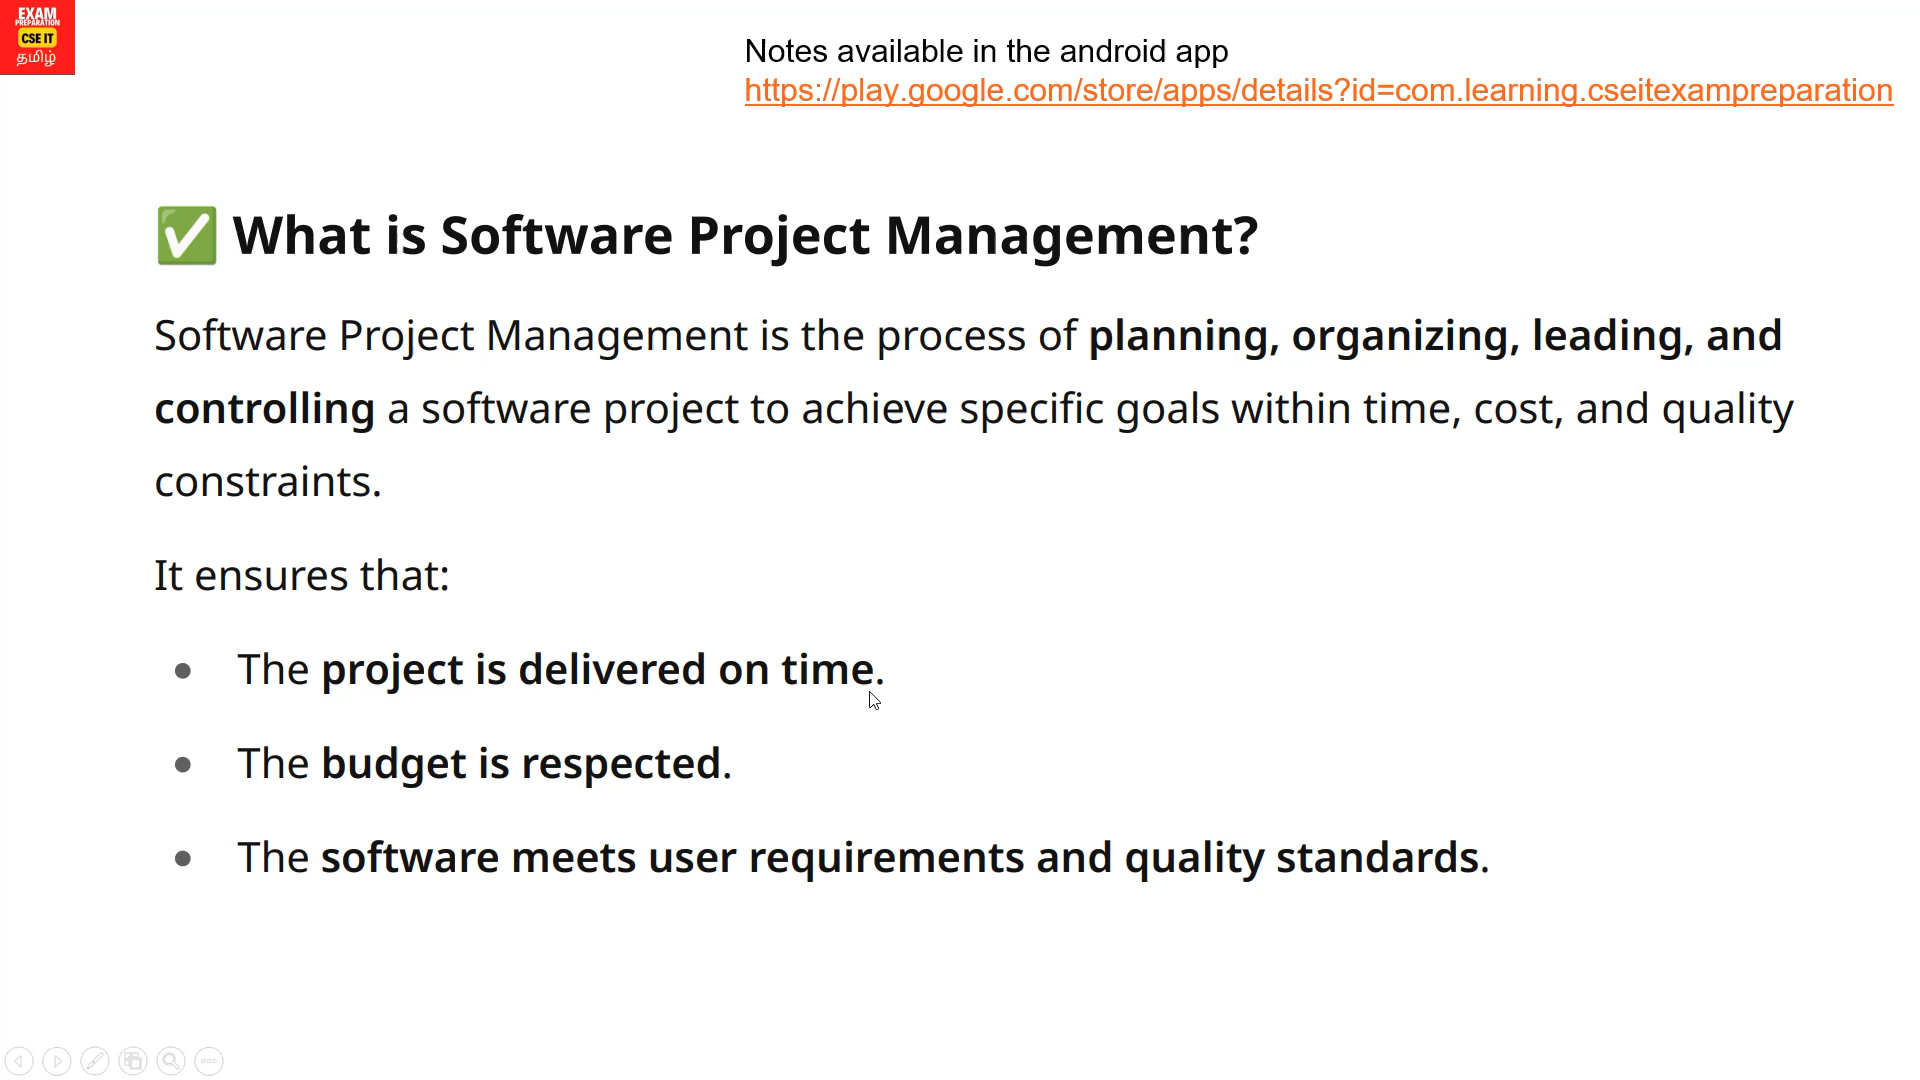 EXAM
PREPARATION
CSE IT
தமிழ்
Notes available in the android app
https://play.google.com/store/apps/details?id=com.learning.cseitexampreparation
✅ What is Software Project Management?
Software Project Management is the process of planning, organizing, leading, and
controlling a software project to achieve specific goals within time, cost, and quality
constraints.
It ensures that:
• The project is delivered on time.
• The budget is respected.
• The software meets user requirements and quality standards.